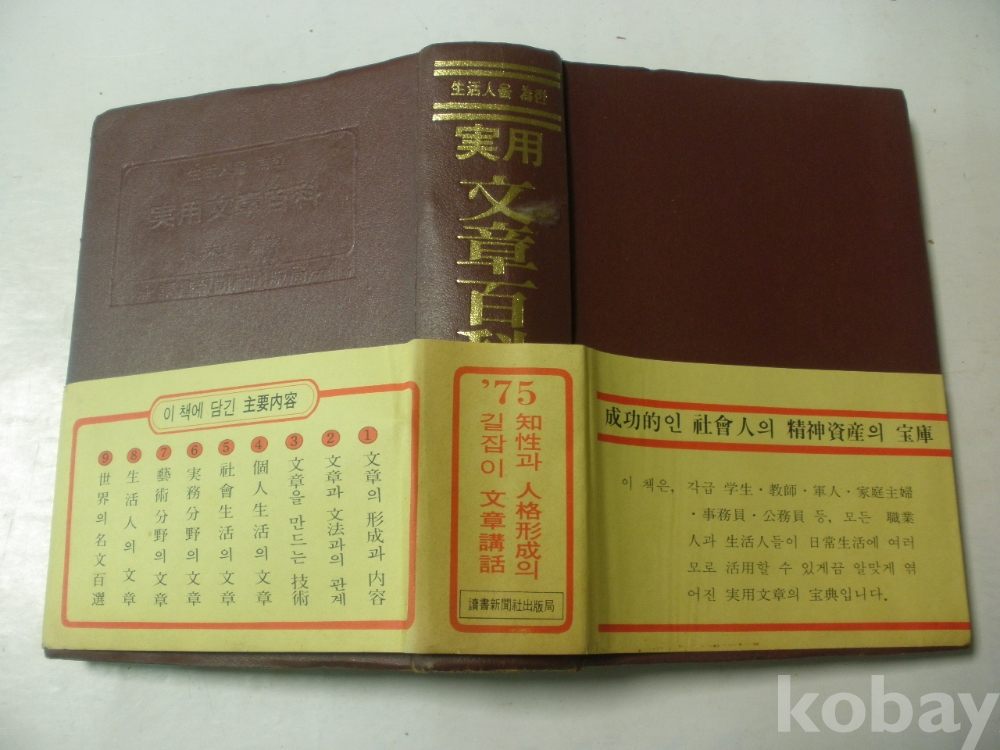 生活人을 為한
実用
文章百科
実用文章百科
이 책에 담긴 主要内容
① 文章의 形成과 内容
② 文章과 文法과의 관계
③ 文章을 만드는 技術
④ 個人生活의 文章
⑤ 社會生活의 文章
⑥ 実務分野의 文章
⑦ 藝術分野의 文章
⑧ 生活人의 文章
⑨ 世界의 名文百選
'75
知性과 人格形成의
길잡이 文章講話
讀書新聞社出版局
成功的인 社會人의 精神資産의 宝庫
이 책은, 각급 学生·敎師·軍人·家庭主婦
·事務員·公務員 등, 모든 職業
人과 生活人들이 日常生活에 여러
모로 活用할 수 있게끔 알맞게 엮
어진 実用文章의 宝典입니다.
kobay